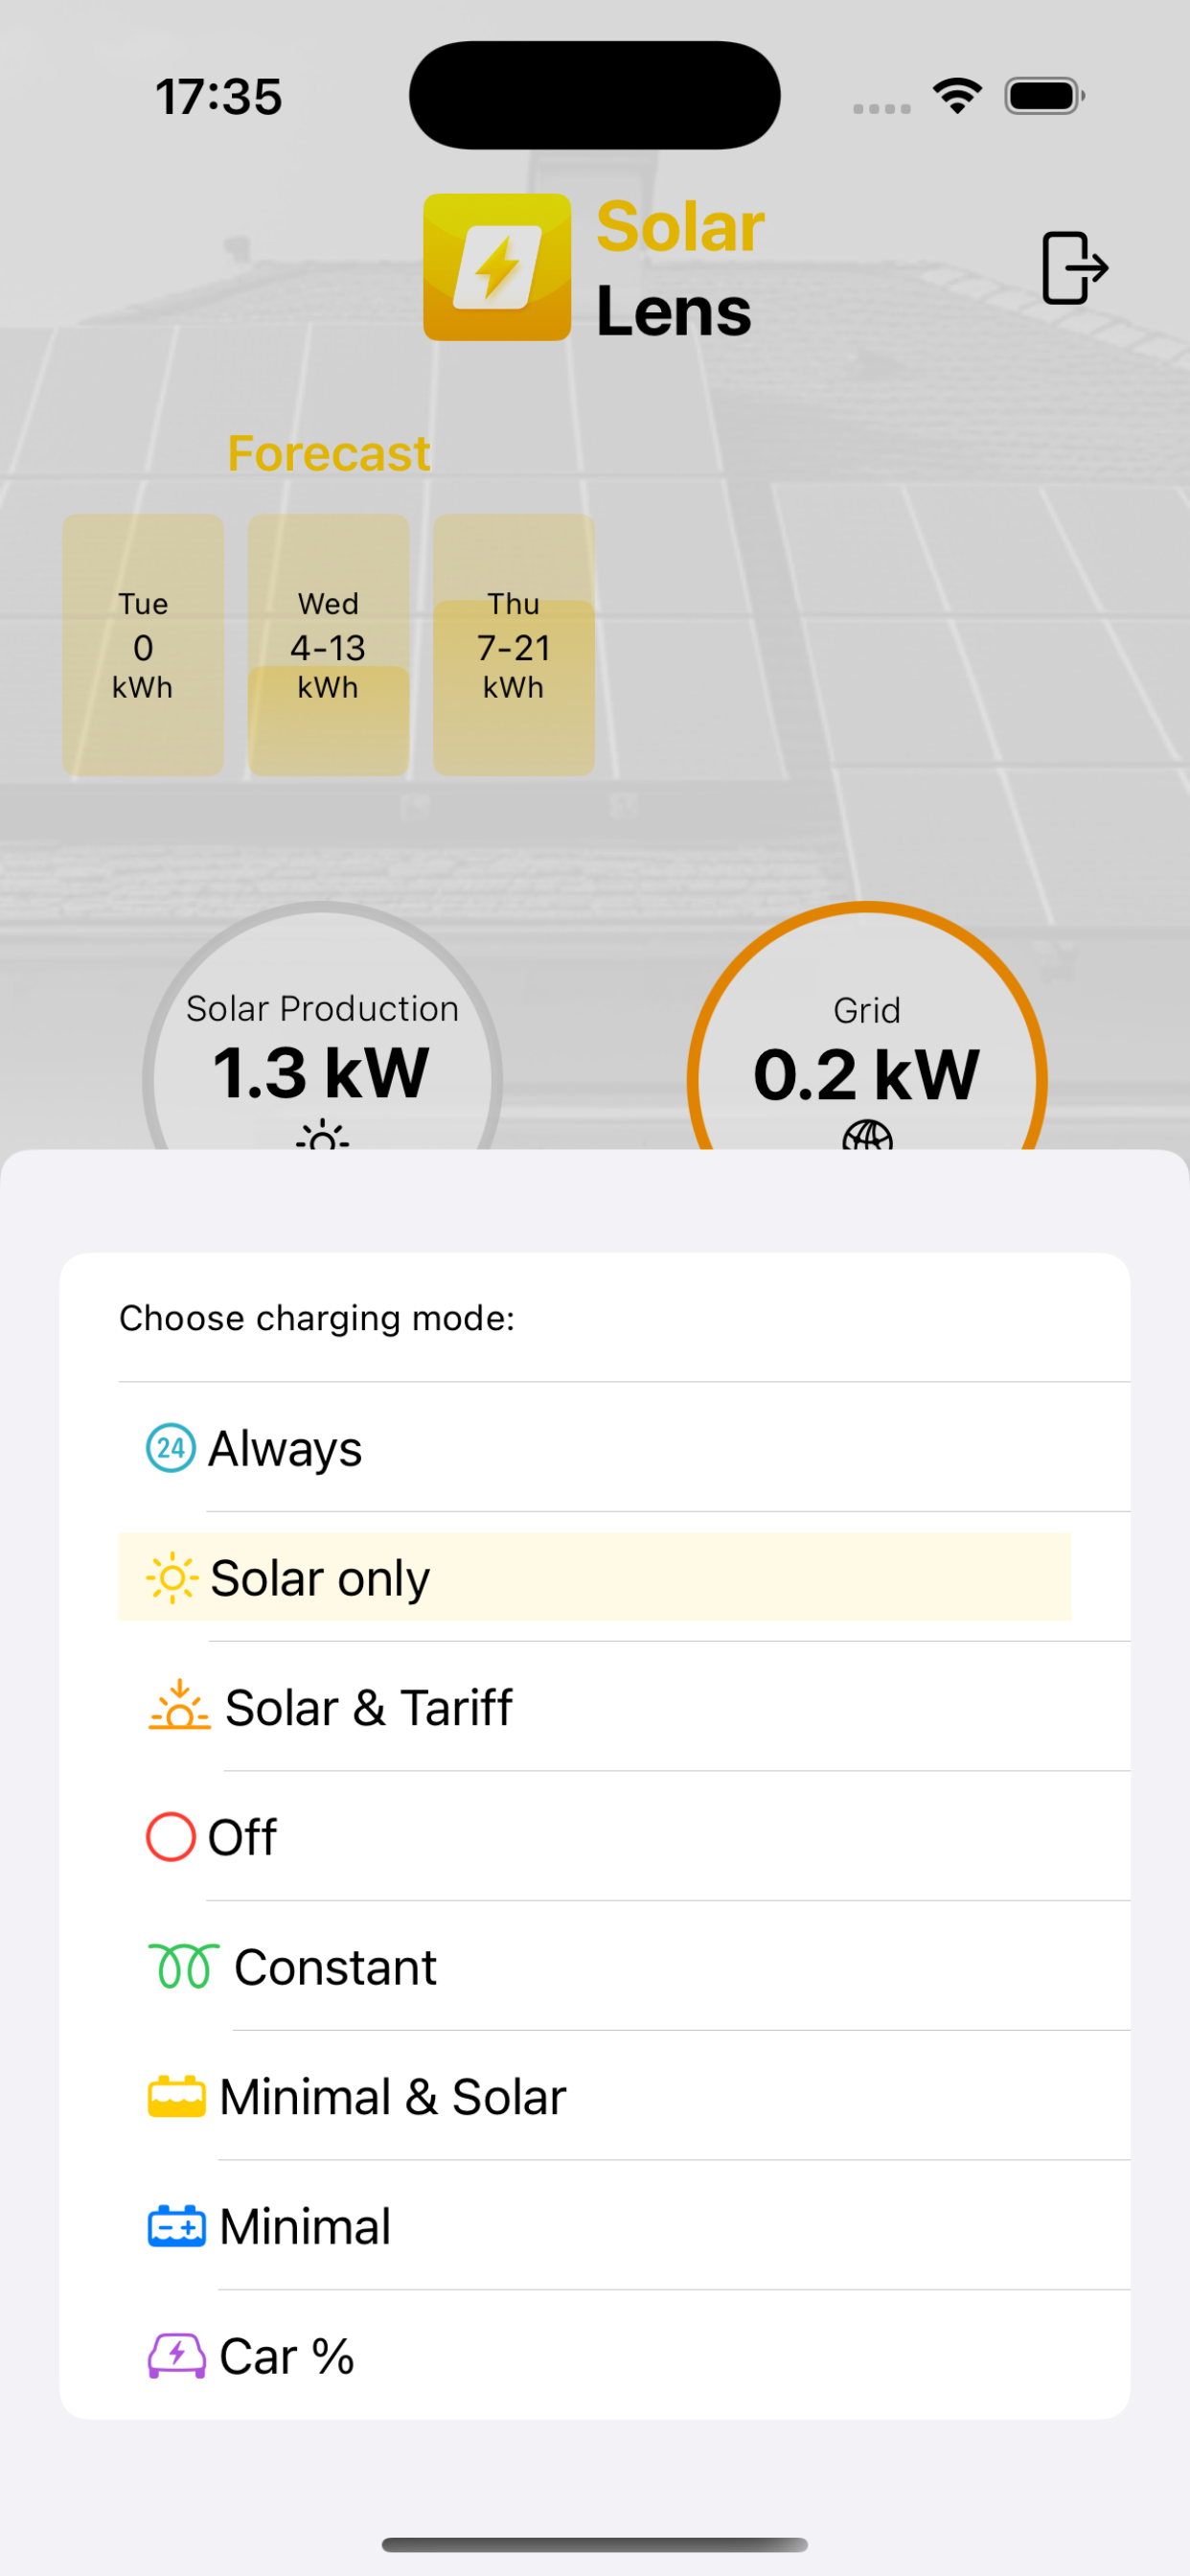 17:35
Solar
Lens
Forecast
Tue
0
kWh
Wed
4-13
kWh
Thu
7-21
kWh
Solar Production
1.3 kW
Grid
0.2 kW
Choose charging mode:
24 Always
Solar only
Solar & Tariff
Off
Constant
Minimal & Solar
Minimal
Car %